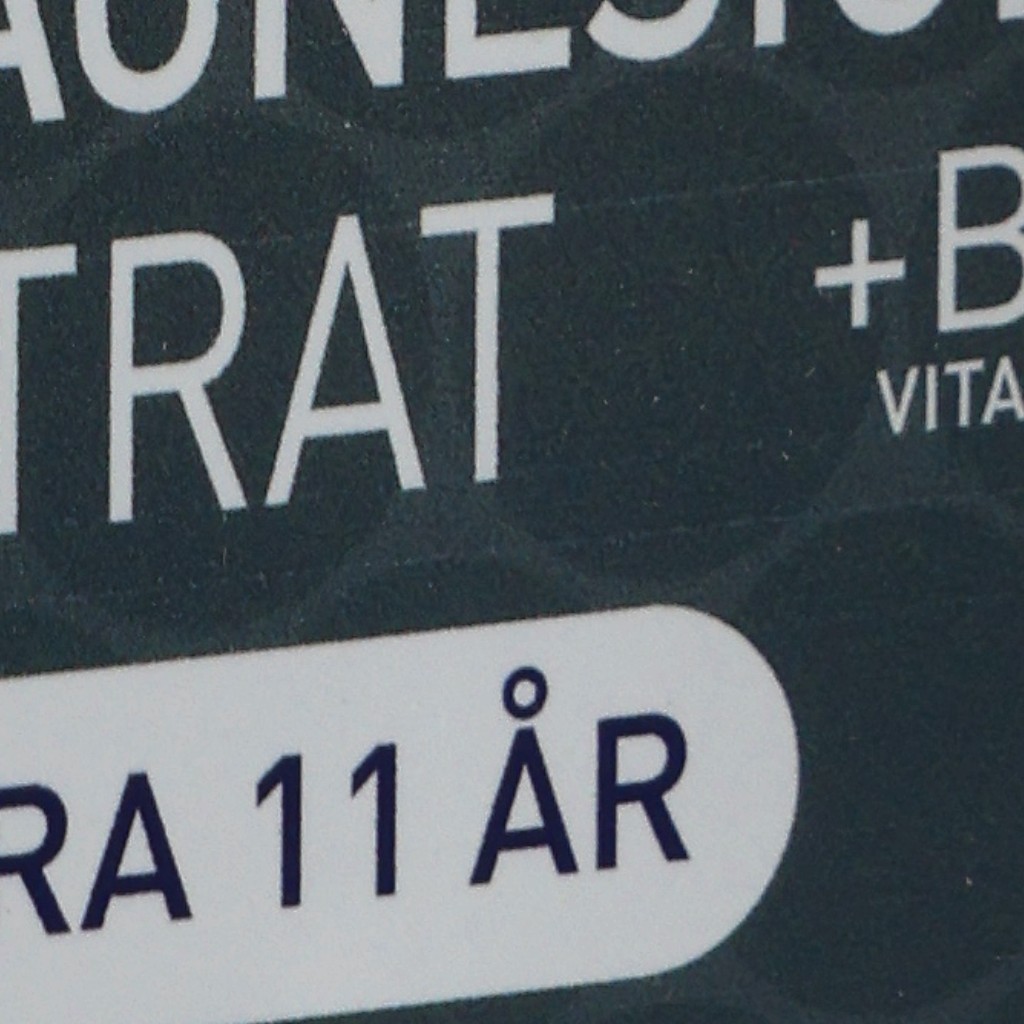 TRAT +B
VITA
RA 11 ÅR